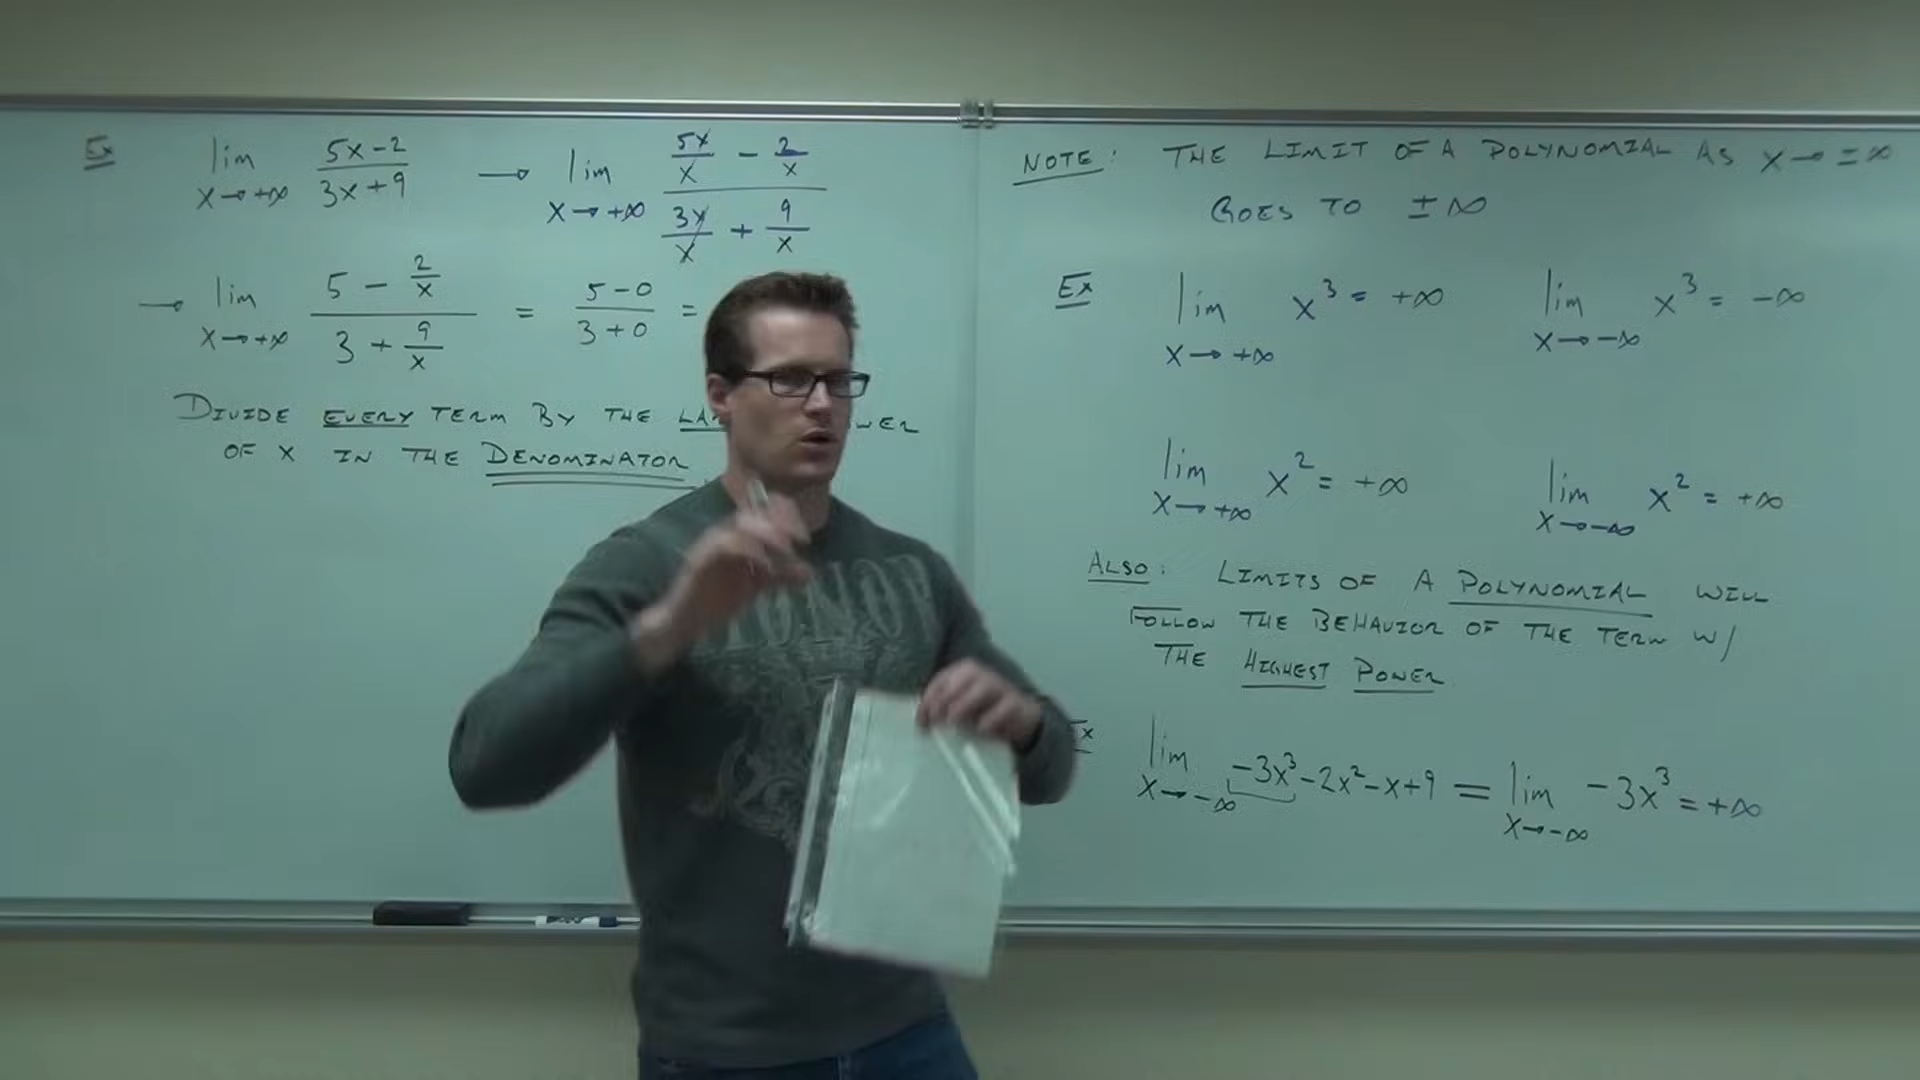 Ex lim x→+∞ (5x-2)/(3x+9) → lim x→+∞ (5x/x - 2/x)/(3x/x + 9/x)
→ lim x→+∞ (5 - 2/x)/(3 + 9/x) = (5-0)/(3+0) =
DIVIDE EVERY TERM BY THE
OF X IN THE DENOMINATOR
NOTE: THE LIMIT OF A POLYNOMIAL AS X→±∞
GOES TO ±∞
Ex lim x→+∞ x³ = +∞ lim x→-∞ x³ = -∞
lim x→+∞ x² = +∞ lim x→-∞ x² = +∞
ALSO: LIMITS OF A POLYNOMIAL WILL
FOLLOW THE BEHAVIOR OF THE TERM W/
THE HIGHEST POWER.
Ex lim x→-∞ -3x³-2x²-x+9 = lim x→-∞ -3x³ = +∞